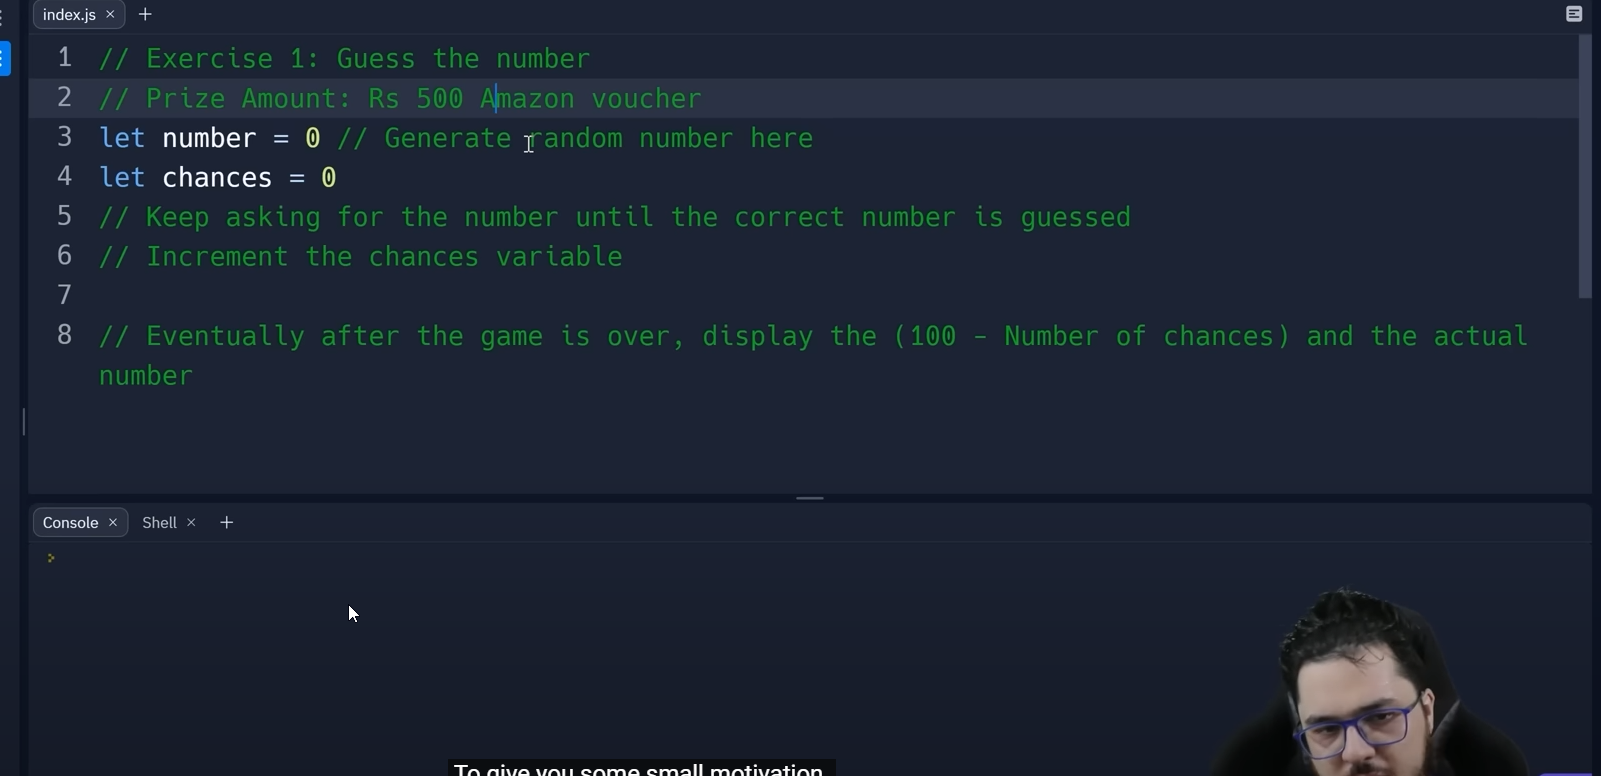 index.js × +
1 // Exercise 1: Guess the number
2 // Prize Amount: Rs 500 Amazon voucher
3 let number = 0 // Generate random number here
4 let chances = 0
5 // Keep asking for the number until the correct number is guessed
6 // Increment the chances variable
7
8 // Eventually after the game is over, display the (100 - Number of chances) and the actual
number
Console × Shell × +
>
To give you some small motivation